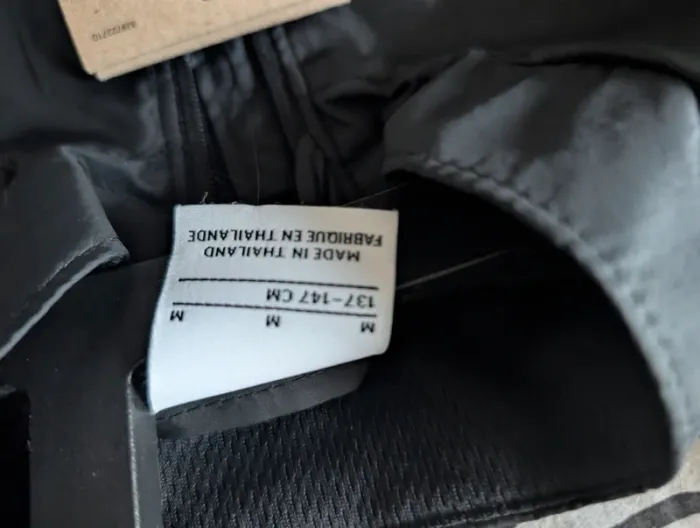 M M M
137-147 CM
MADE IN THAILAND
FABRIQUE EN THAILANDE